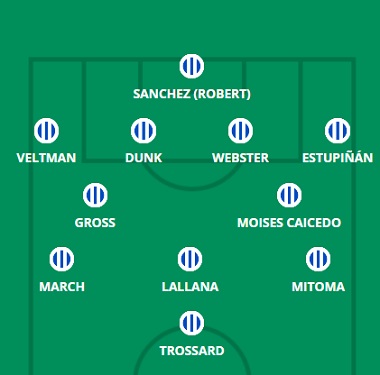 SANCHEZ (ROBERT)
VELTMAN DUNK WEBSTER ESTUPIÑÁN
GROSS MOISES CAICEDO
MARCH LALLANA MITOMA
TROSSARD